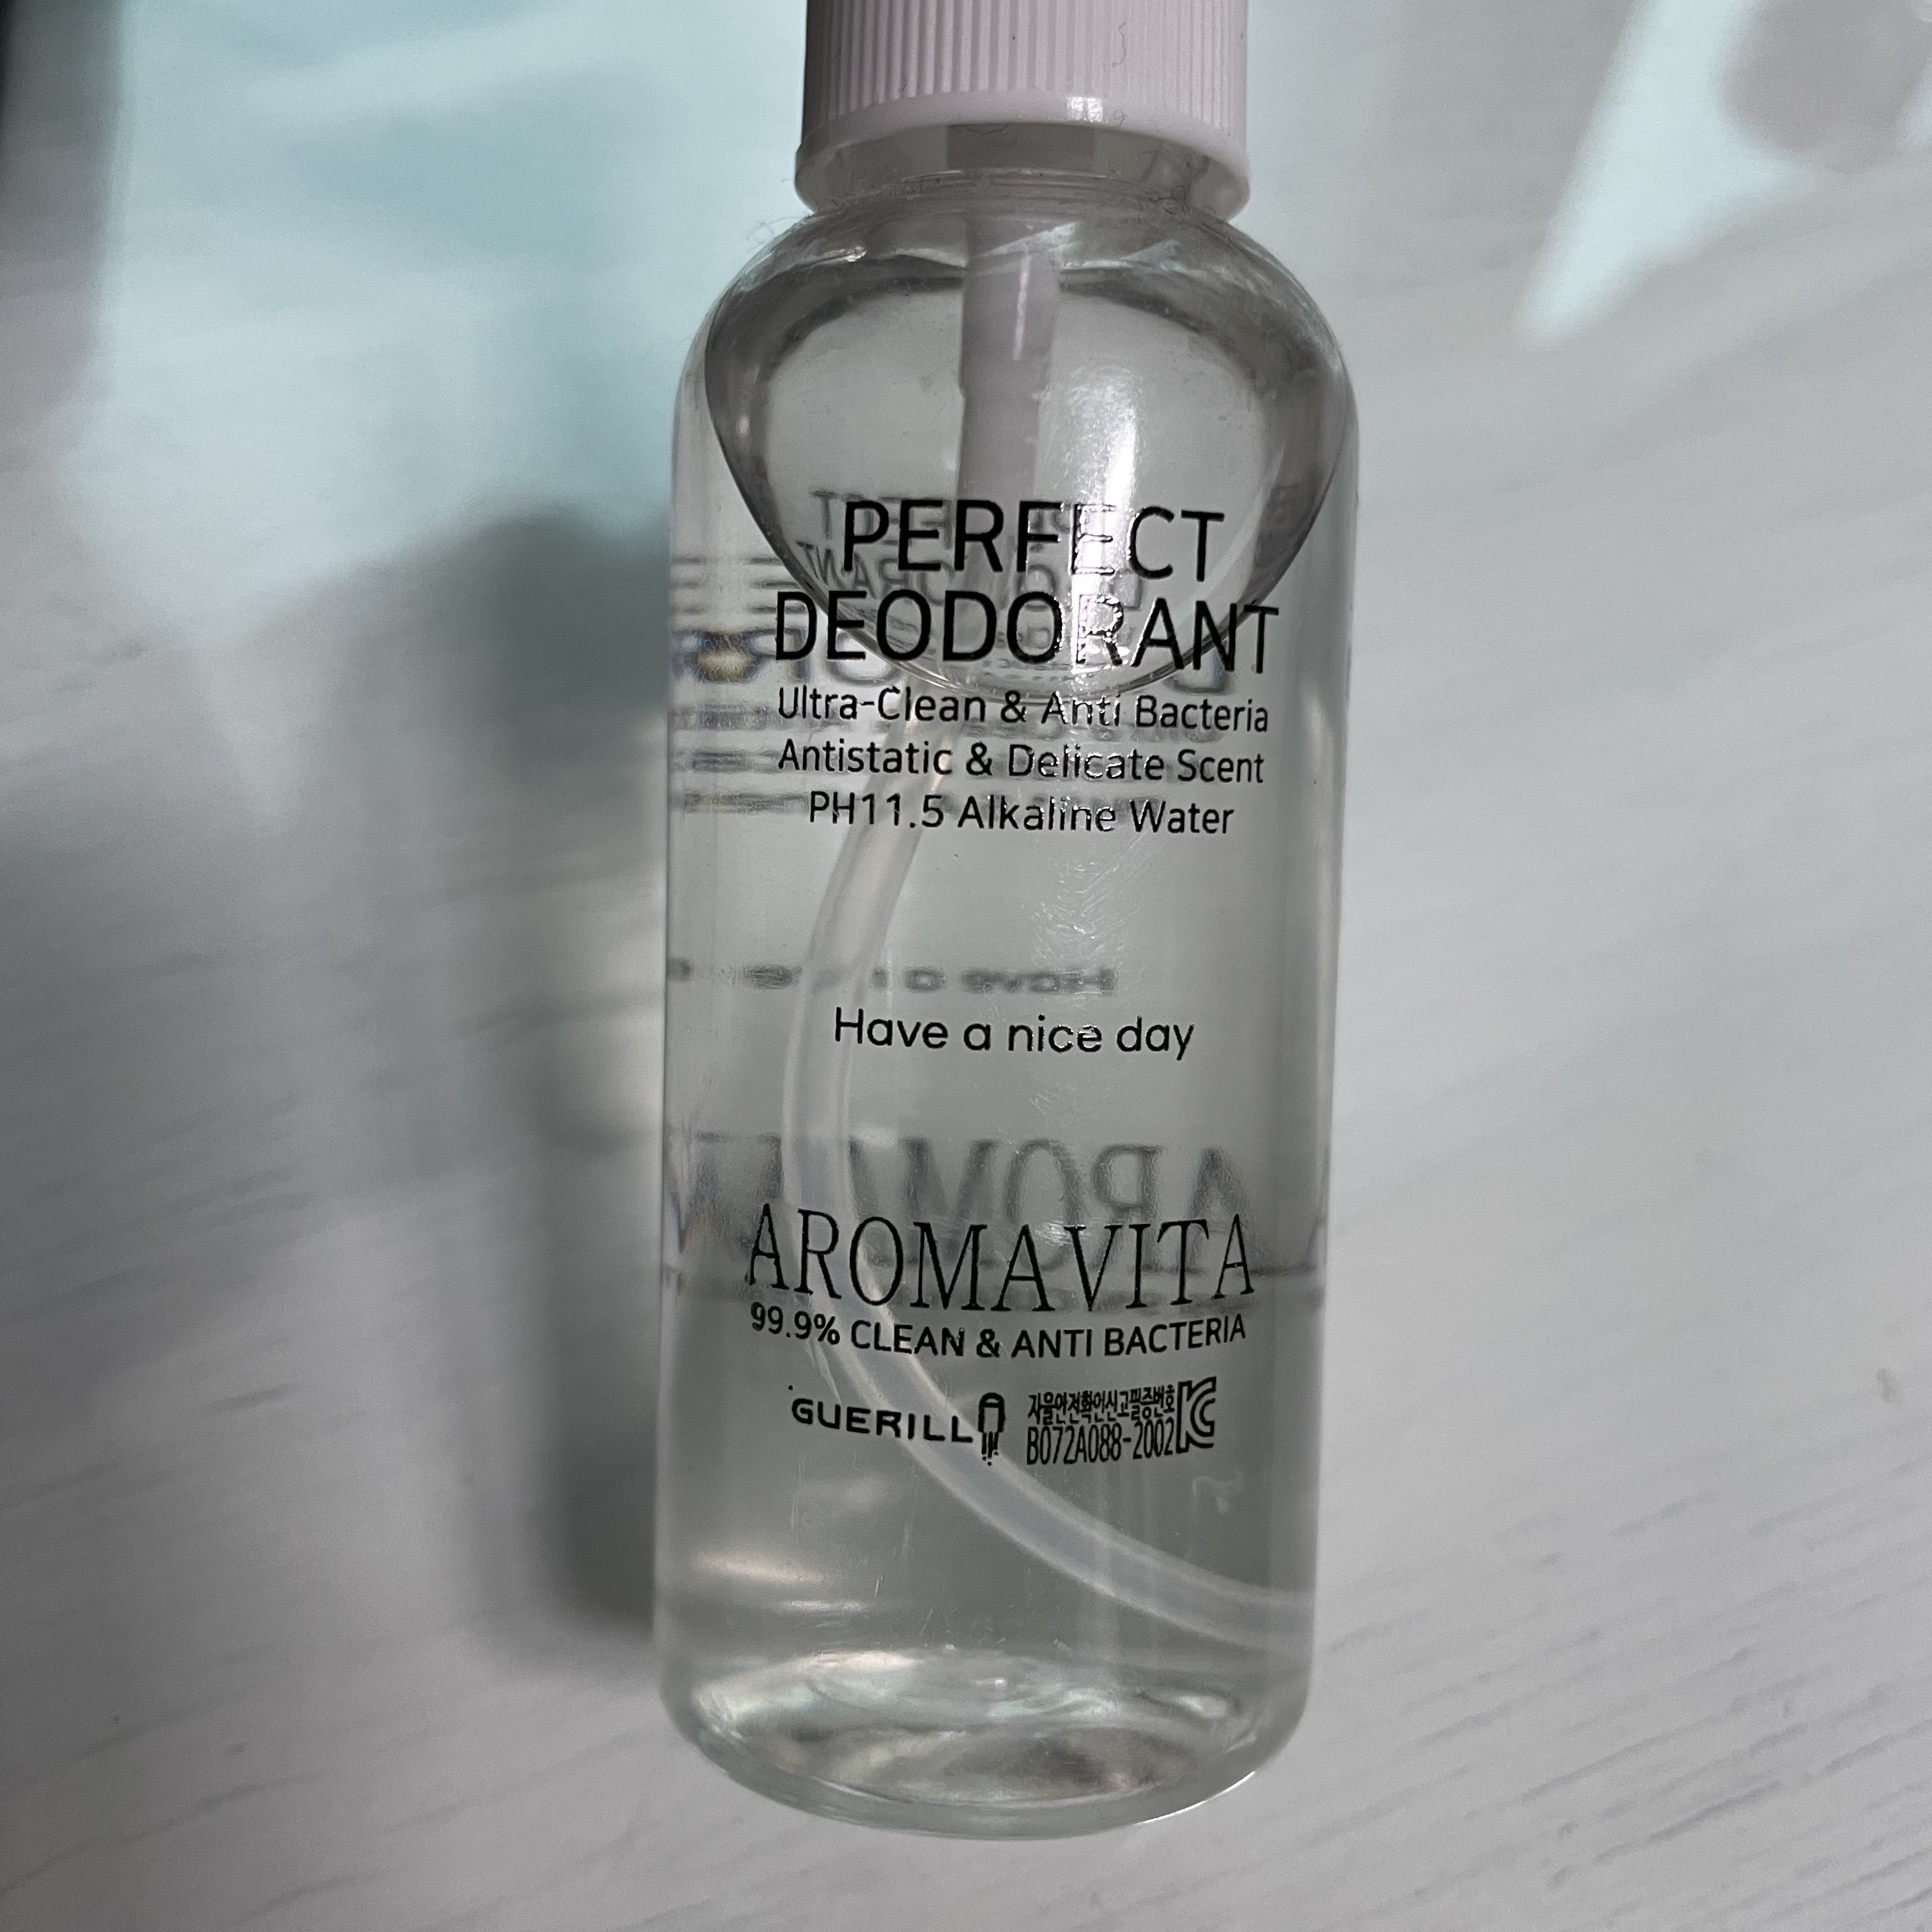 PERFECT
DEODORANT
Ultra-Clean & Anti Bacteria
Antistatic & Delicate Scent
PH11.5 Alkaline Water
Have a nice day
AROMAVITA
99.9% CLEAN & ANTI BACTERIA
GUERILL
자율안전확인신고필증번호
B072A088-2002